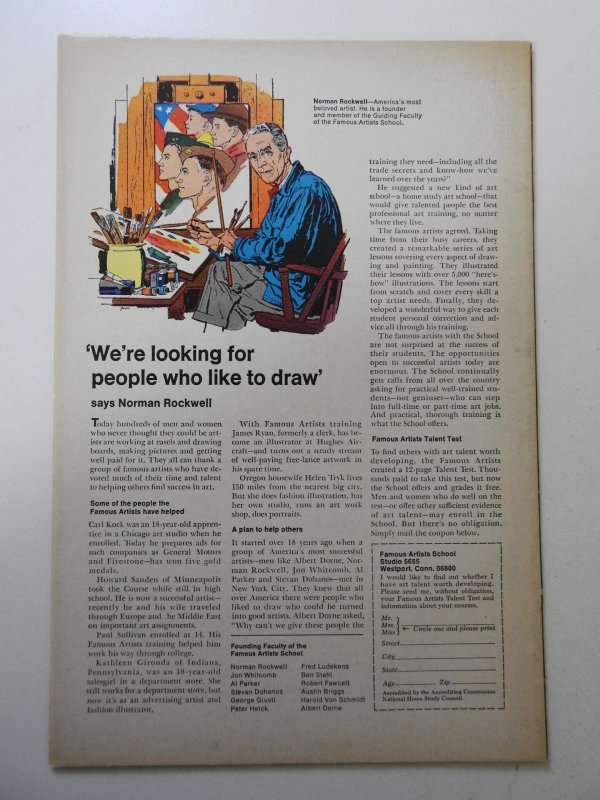 Norman Rockwell—America's most
beloved artist. He is a founder
and member of the Guiding Faculty
of the Famous Artists School.
'We're looking for
people who like to draw'
says Norman Rockwell
Today hundreds of men and women
who never thought they could be art-
ists are working at easels and drawing
boards, making pictures and getting
well paid for it. They all can thank a
group of famous artists who have de-
voted much of their time and talent
to helping others find success in art.
Some of the people the
Famous Artists have helped
Carl Kock was an 18-year-old appren-
tice in a Chicago art studio when he
enrolled. Today he prepares ads for
such companies as General Motors
and Firestone—has won five gold
medals.
Howard Sanden of Minneapolis
took the Course while still in high
school. He is now a successful artist—
recently he and his wife traveled
through Europe and the Middle East
on important art assignments.
Paul Sullivan enrolled at 14. His
Famous Artists training helped him
work his way through college.
Kathleen Gironda of Indiana,
Pennsylvania, was an 18-year-old
salesgirl in a department store. She
still works for a department store, but
now it's as an advertising artist and
fashion illustrator.
With Famous Artists training
James Ryan, formerly a clerk, has be-
come an illustrator at Hughes Air-
craft—and turns out a steady stream
of well-paying free-lance artwork in
his spare time.
Oregon housewife Helen Tryk lives
150 miles from the nearest big city.
But she does fashion illustration, has
her own studio, runs an art work
shop, does portraits.
A plan to help others
It started over 18 years ago when a
group of America's most successful
artists—men like Albert Dorne, Nor-
man Rockwell, Jon Whitcomb, Al
Parker and Stevan Dohanos—met in
New York City. They knew that all
over America there were people who
liked to draw who could be turned
into good artists. Albert Dorne asked,
"Why can't we give these people the
Founding Faculty of the
Famous Artists School
Norman Rockwell
Jon Whitcomb
Al Parker
Stevan Dohanos
George Giusti
Peter Helck
Fred Ludekens
Ben Stahl
Robert Fawcett
Austin Briggs
Harold Von Schmidt
Albert Dorne
training they need—including all the
trade secrets and know-how we've
learned over the years?"
He suggested a new kind of art
school—a home study art school—that
would give talented people the best
professional art training, no matter
where they live.
The famous artists agreed. Taking
time from their busy careers, they
created a remarkable series of art
lessons covering every aspect of draw-
ing and painting. They illustrated
their lessons with over 5,000 "here's-
how" illustrations. The lessons start
from scratch and cover every skill a
top artist needs. Finally, they de-
veloped a wonderful way to give each
student personal correction and ad-
vice all through his training.
The famous artists with the School
are not surprised at the success of
their students. The opportunities
open to successful artists today are
enormous. The School continually
gets calls from all over the country
asking for practical well-trained stu-
dents—not geniuses—who can step
into full-time or part-time art jobs.
And practical, thorough training is
what the School offers.
Famous Artists Talent Test
To find others with art talent worth
developing, the Famous Artists
created a 12-page Talent Test. Thou-
sands paid to take this test, but now
the School offers and grades it free.
Men and women who do well on the
test—or offer other sufficient evidence
of art talent—may enroll in the
School. But there's no obligation.
Simply mail the coupon below.
Famous Artists School
Studio 5655
Westport, Conn. 06880
I would like to find out whether I
have art talent worth developing.
Please send me, without obligation,
your Famous Artists Talent Test and
information about your courses.
Mr.
Mrs. Circle one and please print
Miss
Street
City
State
Age Zip
Accredited by the Accrediting Commission
National Home Study Council